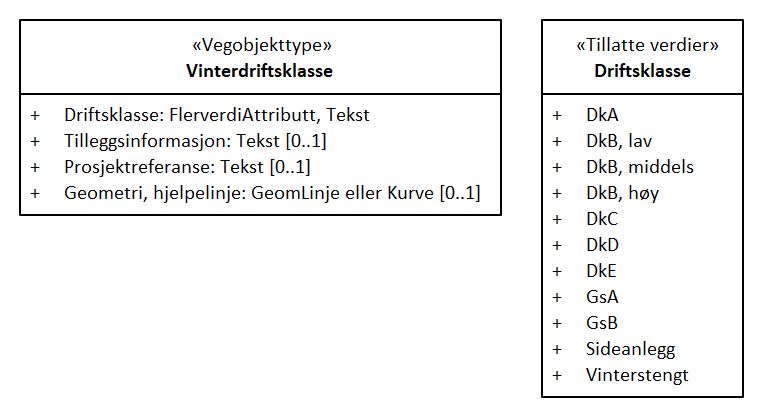 «Vegobjekttype»
Vinterdriftsklasse
+ Driftsklasse: FlerverdiAttributt, Tekst
+ Tilleggsinformasjon: Tekst [0..1]
+ Prosjektreferanse: Tekst [0..1]
+ Geometri, hjelpelinje: GeomLinje eller Kurve [0..1]
«Tillatte verdier»
Driftsklasse
+ DkA
+ DkB, lav
+ DkB, middels
+ DkB, høy
+ DkC
+ DkD
+ DkE
+ GsA
+ GsB
+ Sideanlegg
+ Vinterstengt